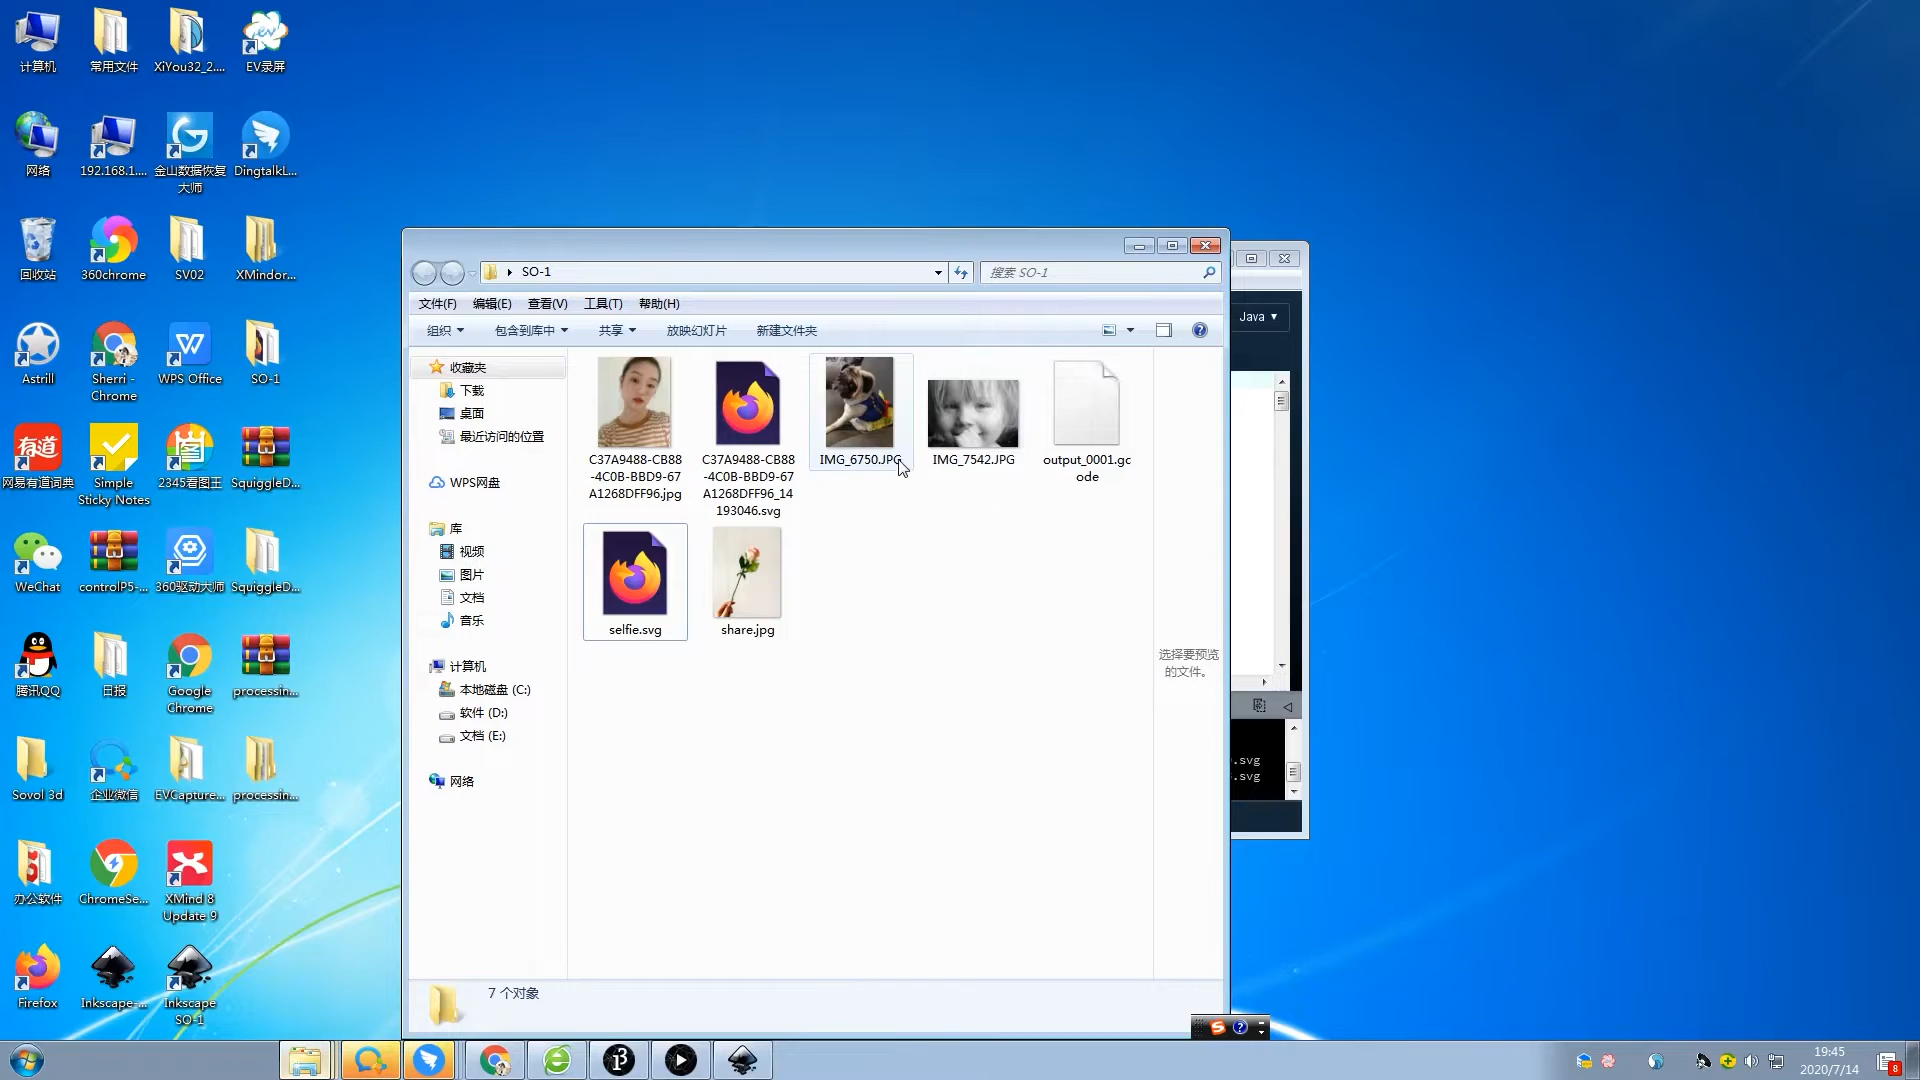 计算机
常用文件
XiYou32_2....
EV录屏
网络
192.168.1....
金山数据恢复
大师
DingtalkL...
回收站
360chrome
SV02
XMindor...
Astrill
Sherri -
Chrome
WPS Office
SO-1
有道
网易有道词典
Simple
Sticky Notes
2345看图王
SquiggleD...
WeChat
controlP5-...
360驱动大师
SquiggleD...
腾讯QQ
日报
Google
Chrome
processin...
Sovol 3d
企业微信
EVCapture...
processin...
办公软件
ChromeSe...
XMind 8
Update 9
Firefox
Inkscape-...
Inkscape
SO-1
SO-1
搜索 SO-1
文件(F)
编辑(E)
查看(V)
工具(T)
帮助(H)
组织
包含到库中
共享
放映幻灯片
新建文件夹
收藏夹
下载
桌面
最近访问的位置
WPS网盘
库
视频
图片
文档
音乐
计算机
本地磁盘 (C:)
软件 (D:)
文档 (E:)
网络
C37A9488-CB88
-4C0B-BBD9-67
A1268DFF96.jpg
C37A9488-CB88
-4C0B-BBD9-67
A1268DFF96_14
193046.svg
IMG_6750.JPG
IMG_7542.JPG
output_0001.gc
ode
selfie.svg
share.jpg
选择要预览
的文件。
7 个对象
Java
.svg
.svg
19:45
2020/7/14
8